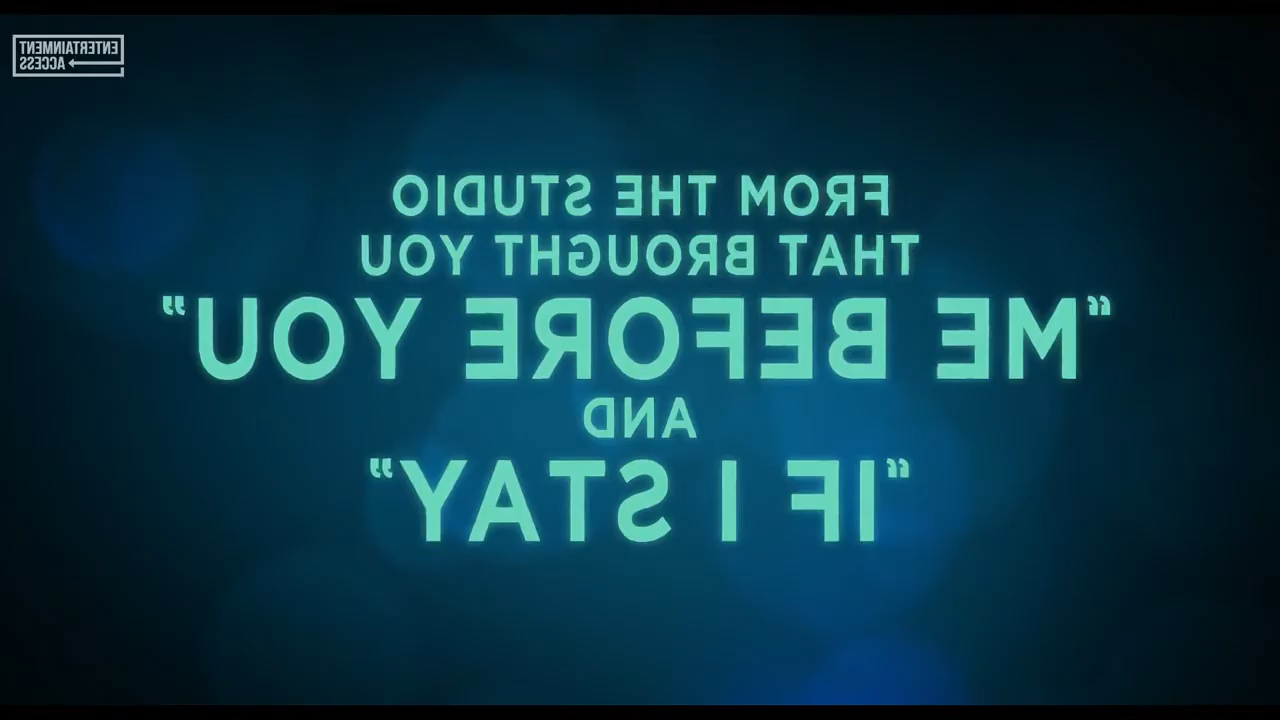 ENTERTAINMENT
ACCESS
FROM THE STUDIO
THAT BROUGHT YOU
“ME BEFORE YOU”
AND
“IF I STAY”